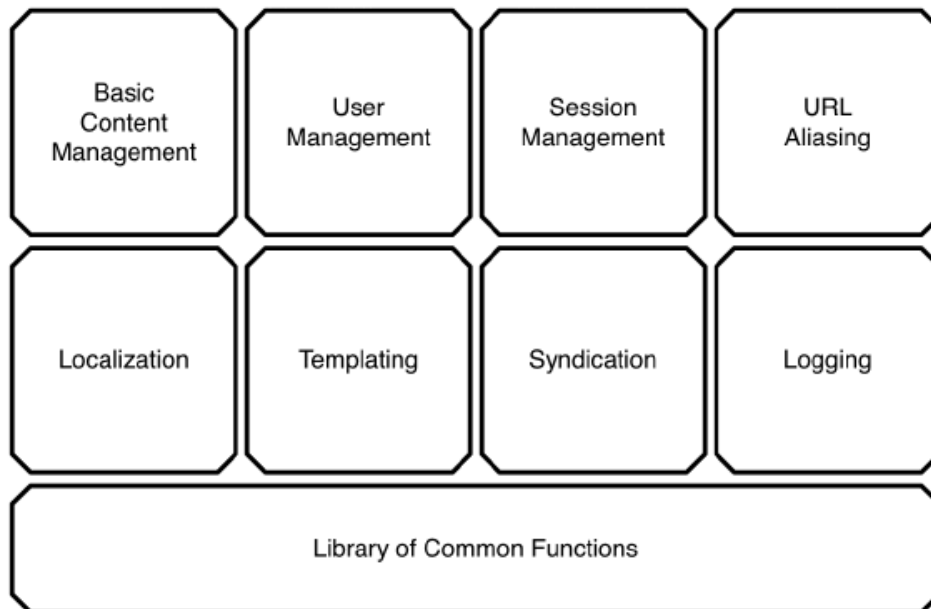 Basic
Content
Management
User
Management
Session
Management
URL
Aliasing
Localization
Templating
Syndication
Logging
Library of Common Functions